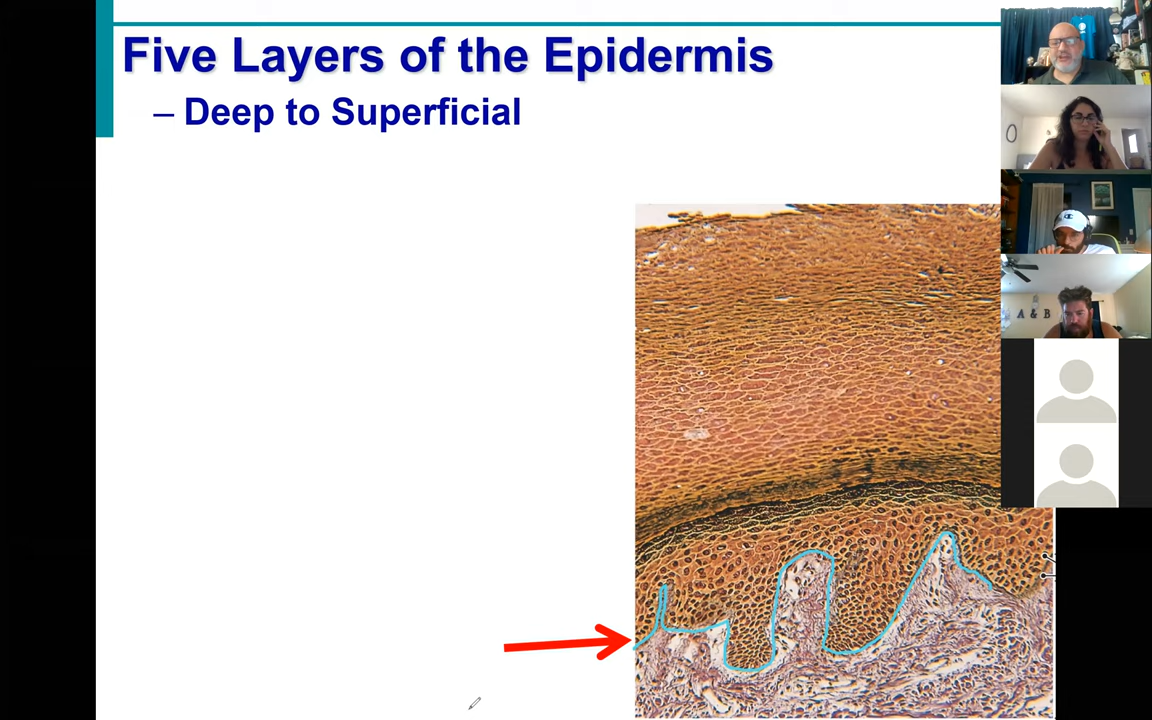 Five Layers of the Epidermis
– Deep to Superficial
A & B